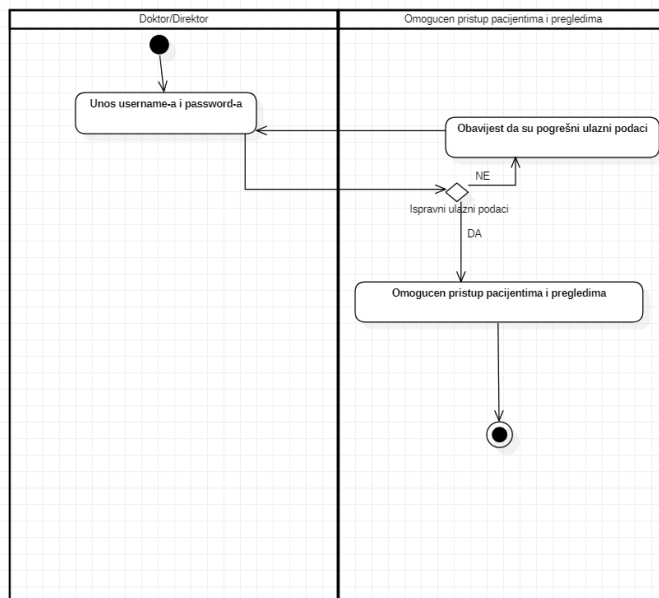 Doktor/Direktor
Omogucen pristup pacijentima i pregledima
Unos username-a i password-a
Obavijest da su pogrešni ulazni podaci
NE
Ispravni ulazni podaci
DA
Omogucen pristup pacijentima i pregledima